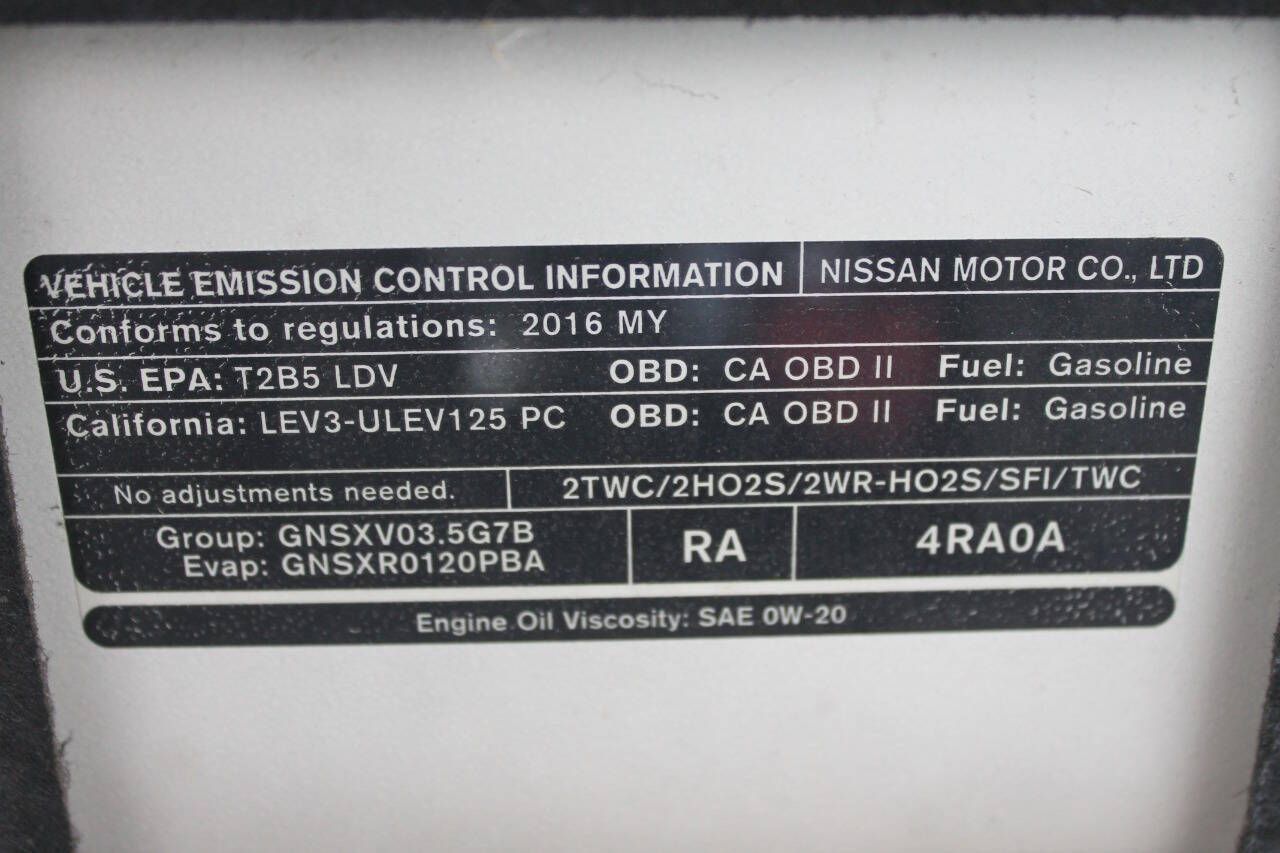 VEHICLE EMISSION CONTROL INFORMATION NISSAN MOTOR CO., LTD
Conforms to regulations: 2016 MY
U.S. EPA: T2B5 LDV OBD: CA OBD II Fuel: Gasoline
California: LEV3-ULEV125 PC OBD: CA OBD II Fuel: Gasoline
No adjustments needed. 2TWC/2HO2S/2WR-HO2S/SFI/TWC
Group: GNSXV03.5G7B RA 4RA0A
Evap: GNSXR0120PBA
Engine Oil Viscosity: SAE 0W-20